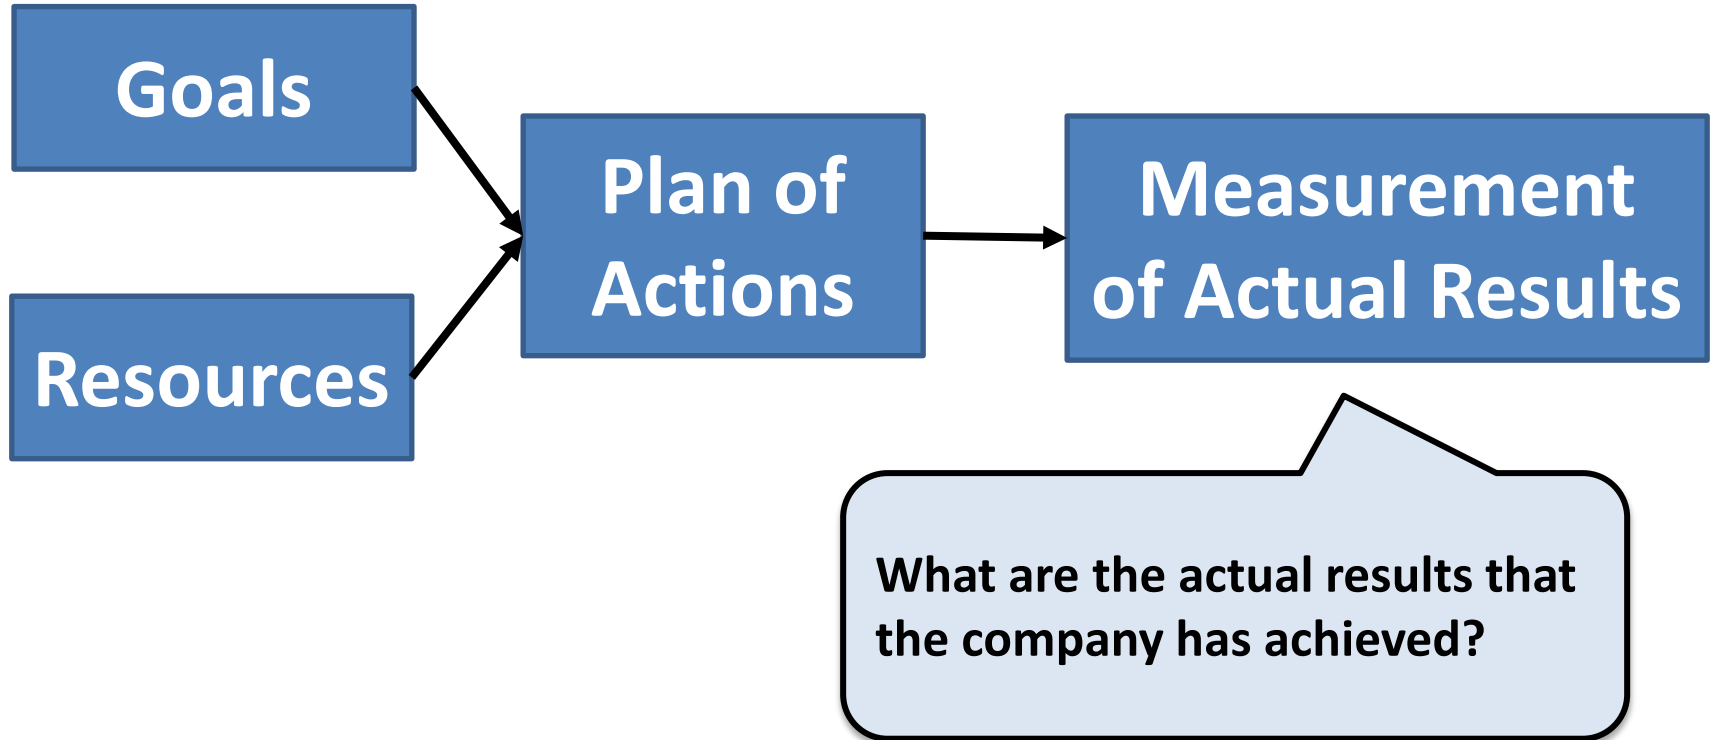 Goals
Resources
Plan of
Actions
Measurement
of Actual Results
What are the actual results that
the company has achieved?